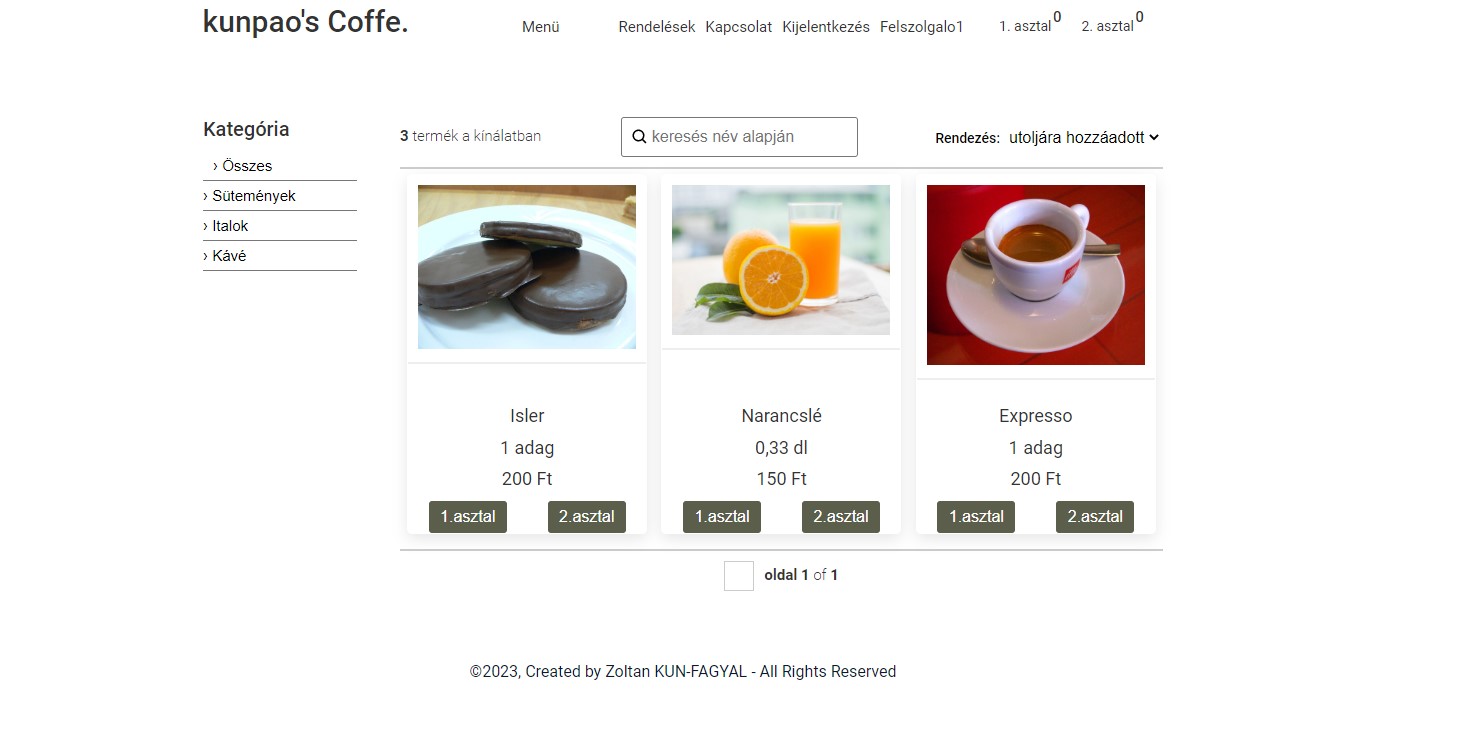 kunpao's Coffe.
Menü Rendelések Kapcsolat Kijelentkezés Felszolgalo1 1. asztal 0 2. asztal 0
Kategória
› Összes
› Sütemények
› Italok
› Kávé
3 termék a kínálatban keresés név alapján Rendezés: utoljára hozzáadott
Isler
1 adag
200 Ft
1.asztal 2.asztal
Narancslé
0,33 dl
150 Ft
1.asztal 2.asztal
Expresso
1 adag
200 Ft
1.asztal 2.asztal
oldal 1 of 1
©2023, Created by Zoltan KUN-FAGYAL - All Rights Reserved